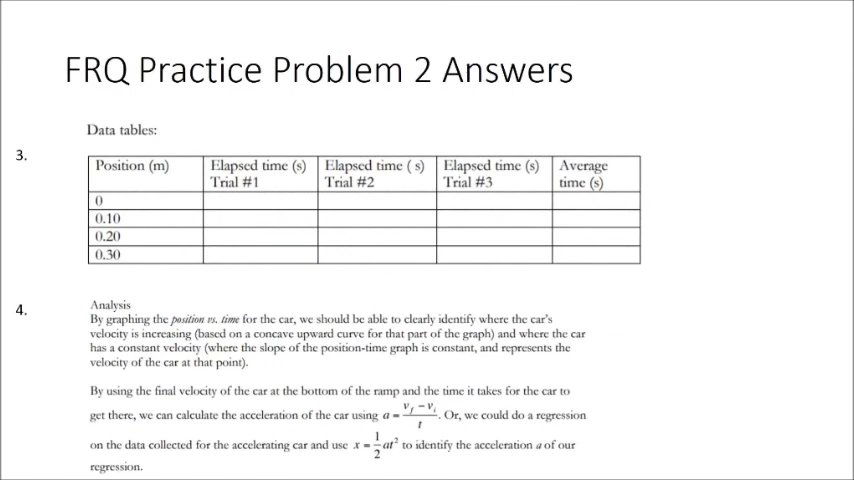 FRQ Practice Problem 2 Answers
3.
Data tables:
Position (m) Elapsed time (s) Elapsed time ( s) Elapsed time (s) Average
Trial #1 Trial #2 Trial #3 time (s)
0
0.10
0.20
0.30
4.
Analysis
By graphing the position vs. time for the car, we should be able to clearly identify where the car's
velocity is increasing (based on a concave upward curve for that part of the graph) and where the car
has a constant velocity (where the slope of the position-time graph is constant, and represents the
velocity of the car at that point).
By using the final velocity of the car at the bottom of the ramp and the time it takes for the car to
get there, we can calculate the acceleration of the car using a = (v_f − v_i)/t. Or, we could do a regression
on the data collected for the accelerating car and use x = 1/2 at² to identify the acceleration a of our
regression.